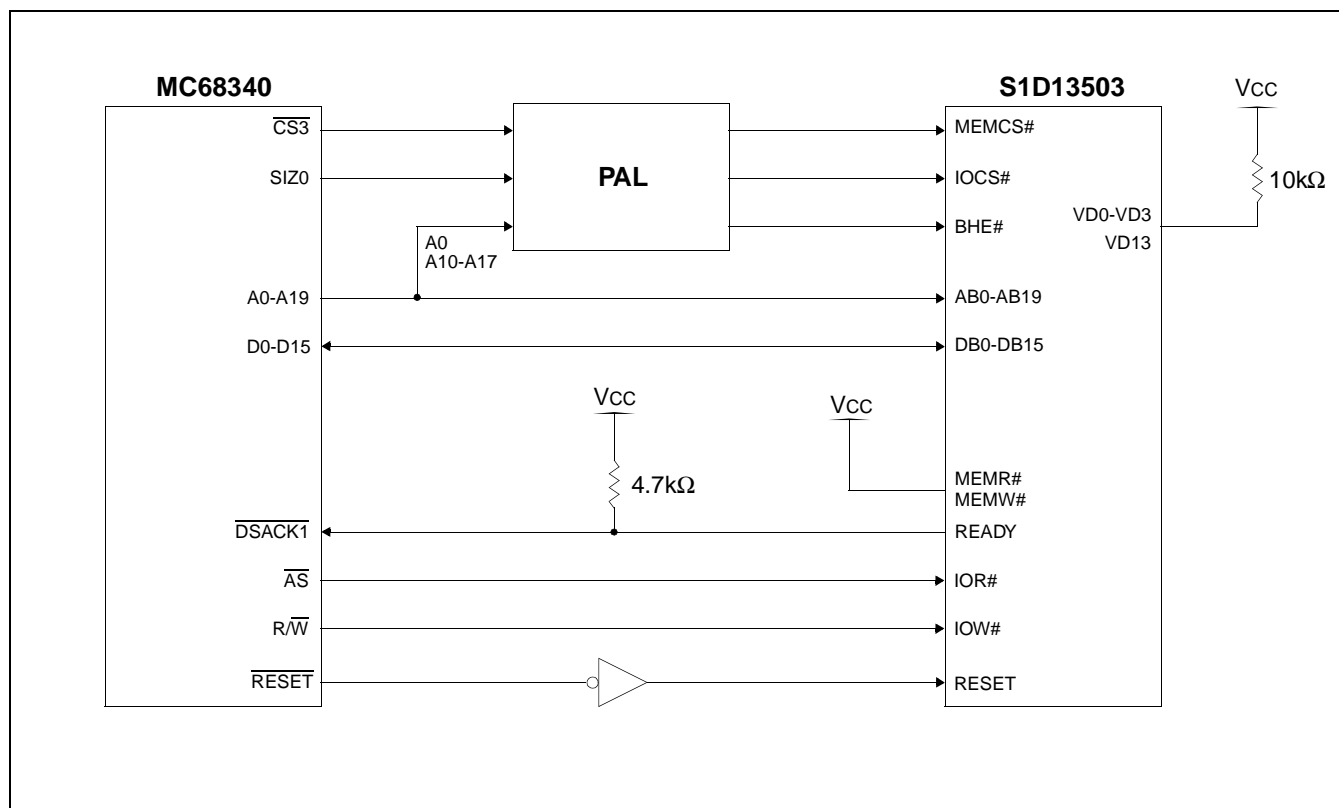 MC68340
S1D13503
VCC
10kΩ
CS3
SIZ0
PAL
MEMCS#
IOCS#
BHE#
VD0-VD3
VD13
A0
A10-A17
A0-A19
AB0-AB19
D0-D15
DB0-DB15
VCC
VCC
4.7kΩ
MEMR#
MEMW#
DSACK1
READY
AS
IOR#
R/W
IOW#
RESET
RESET